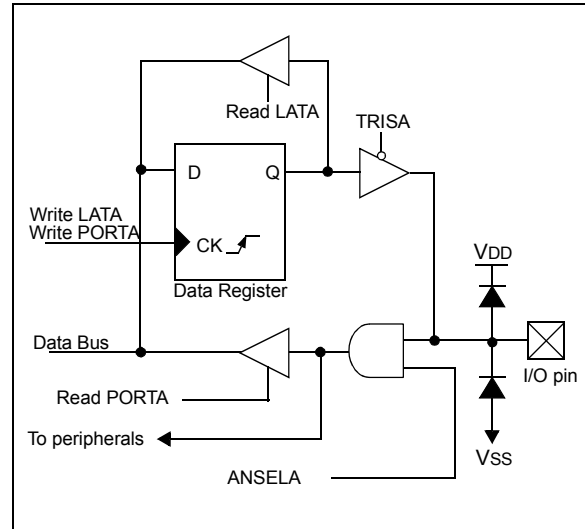 Read LATA
TRISA
D
Q
Write LATA
Write PORTA
CK
Data Register
VDD
Data Bus
I/O pin
Read PORTA
To peripherals
VSS
ANSELA